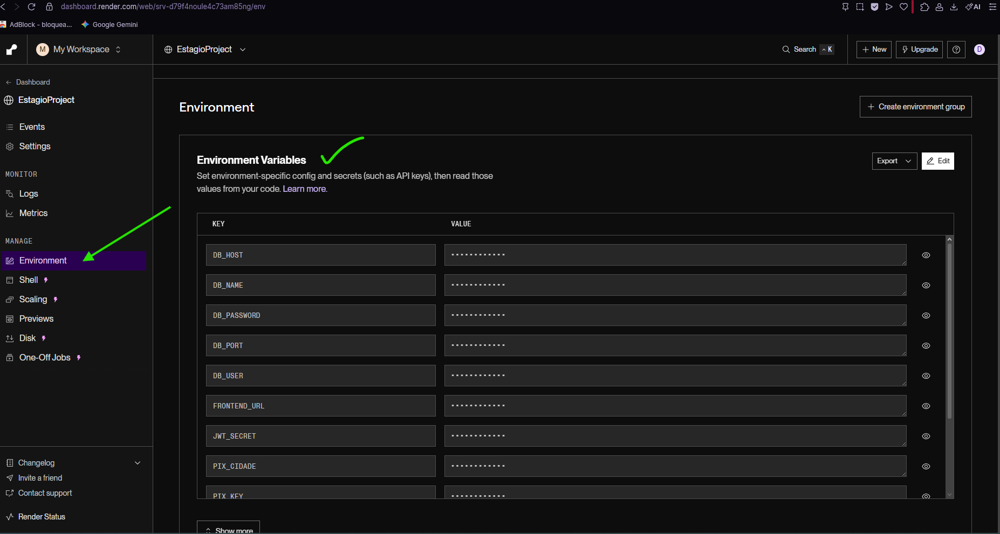 dashboard.render.com/web/srv-d79f4noule4c73am85ng/env
AI
AdBlock - bloquea...
Google Gemini
M
My Workspace
EstagioProject
Search
K
New
Upgrade
D
Dashboard
EstagioProject
Events
Settings
MONITOR
Logs
Metrics
MANAGE
Environment
Shell
Scaling
Previews
Disk
One-Off Jobs
Changelog
Invite a friend
Contact support
Render Status
Environment
+ Create environment group
Environment Variables
Export
Edit
Set environment-specific config and secrets (such as API keys), then read those
values from your code. Learn more.
KEY VALUE
DB_HOST ············
DB_NAME ············
DB_PASSWORD ············
DB_PORT ············
DB_USER ············
FRONTEND_URL ············
JWT_SECRET ············
PIX_CIDADE ············
PIX_KEY ············
Show more